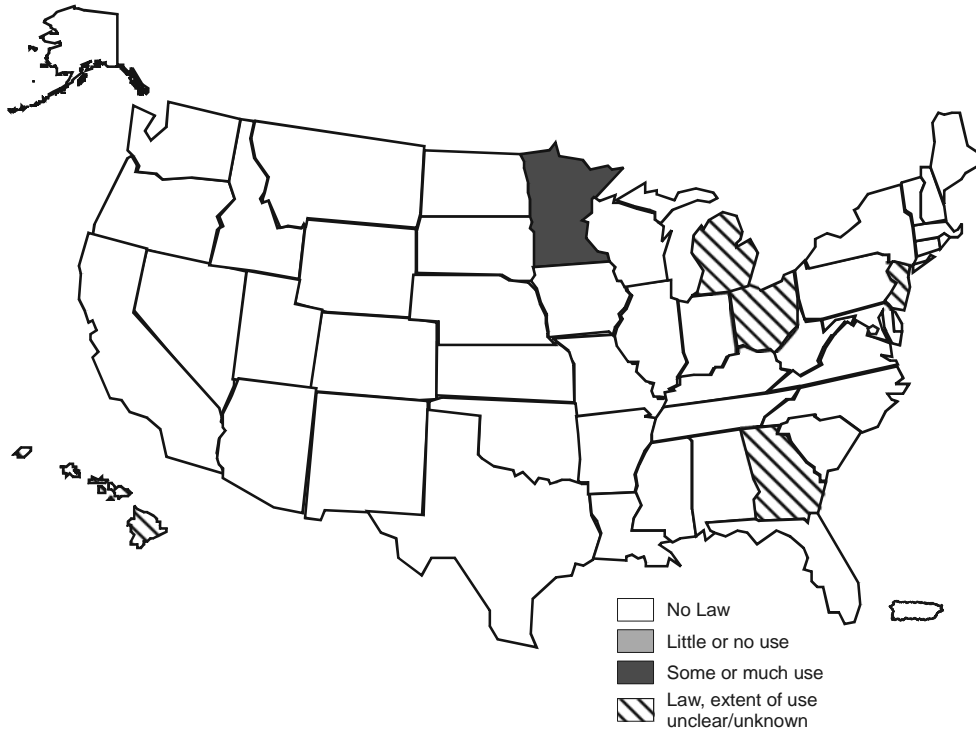 No Law
Little or no use
Some or much use
Law, extent of use
unclear/unknown